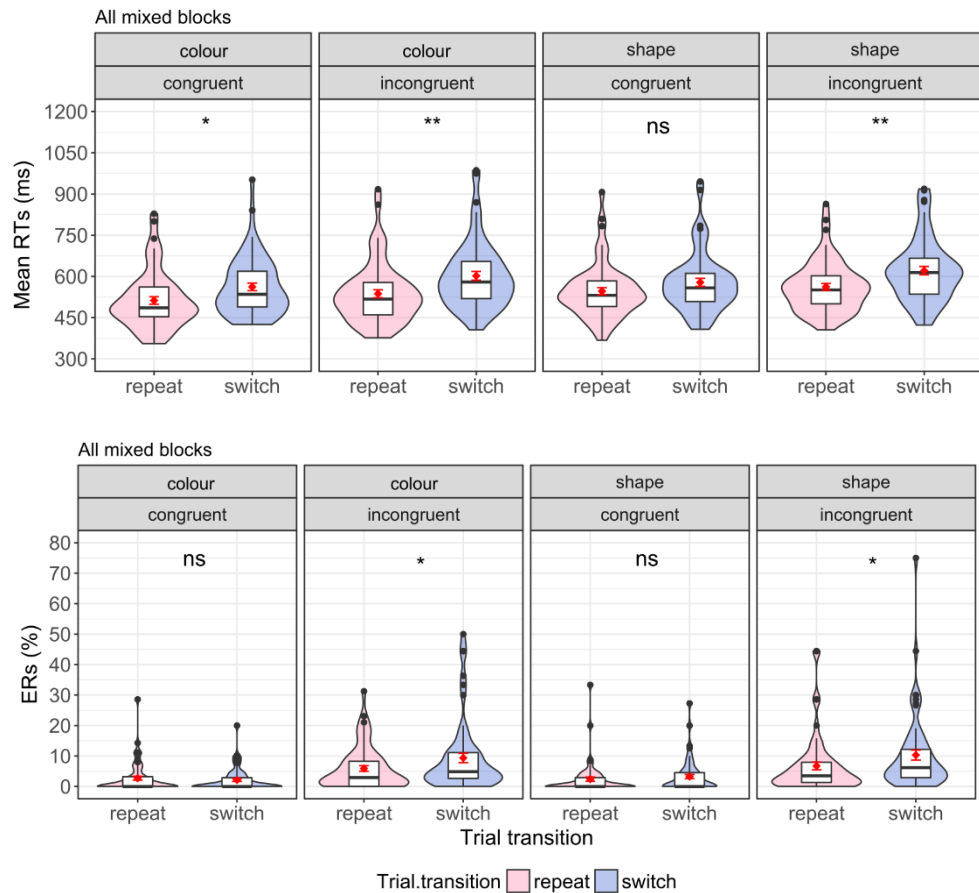 All mixed blocks
colour colour shape shape
congruent incongruent congruent incongruent
Mean RTs (ms)
1200
1050
900
750
600
450
300
* ** ns **
repeat switch repeat switch repeat switch repeat switch
All mixed blocks
colour colour shape shape
congruent incongruent congruent incongruent
ERs (%)
80
70
60
50
40
30
20
10
0
ns * ns *
repeat switch repeat switch repeat switch repeat switch
Trial transition
Trial.transition repeat switch